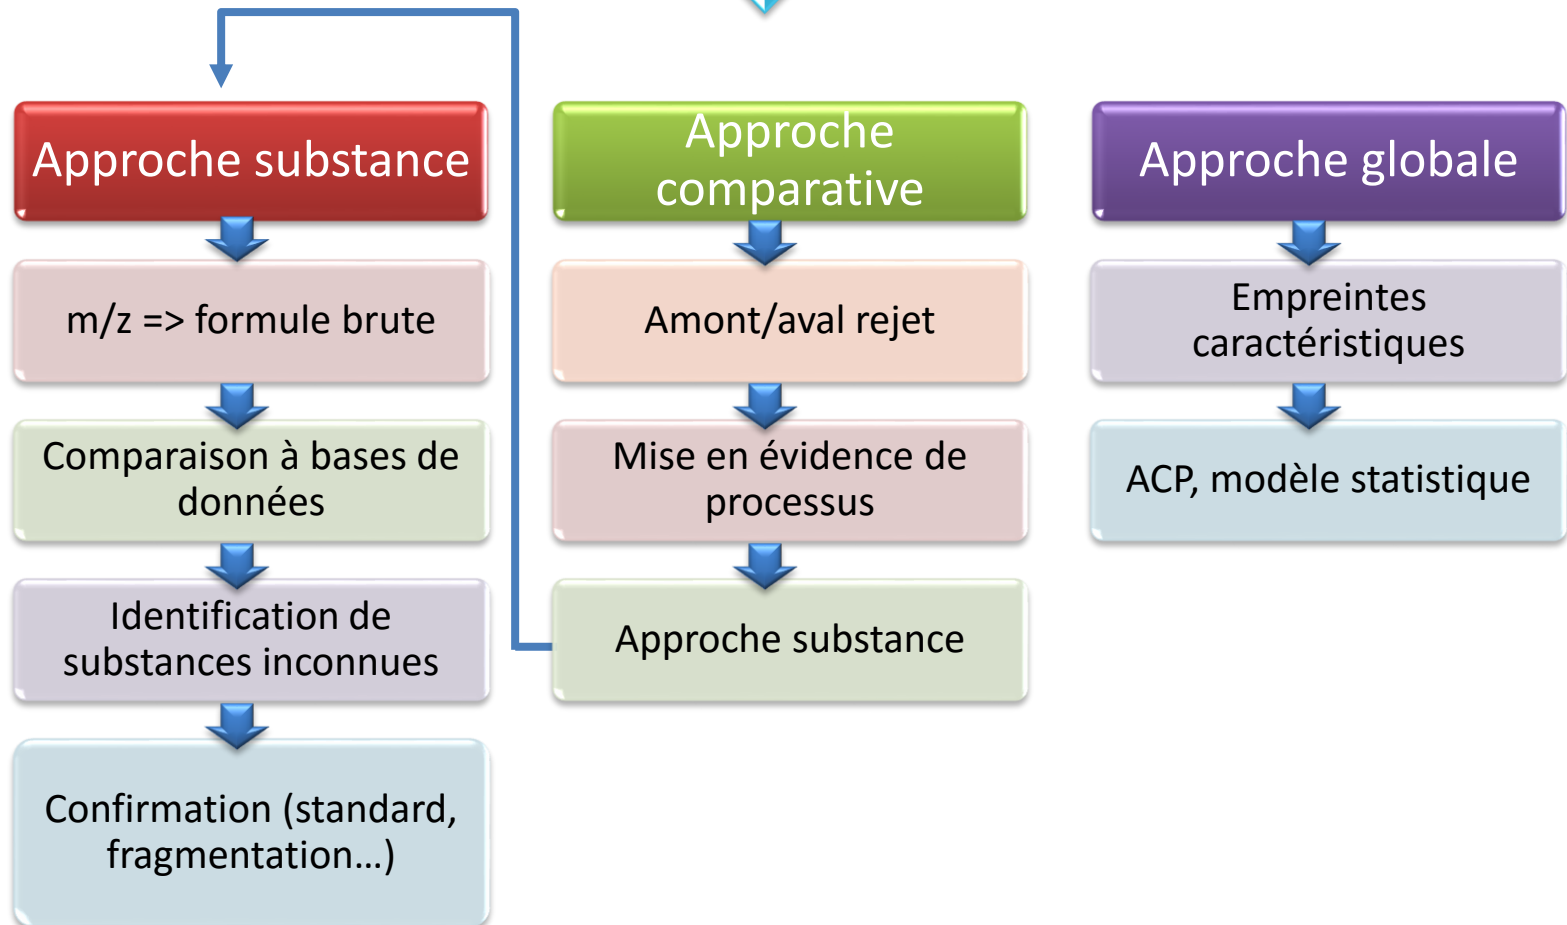 Approche substance
m/z => formule brute
Comparaison à bases de
données
Identification de
substances inconnues
Confirmation (standard,
fragmentation…)
Approche
comparative
Amont/aval rejet
Mise en évidence de
processus
Approche substance
Approche globale
Empreintes
caractéristiques
ACP, modèle statistique